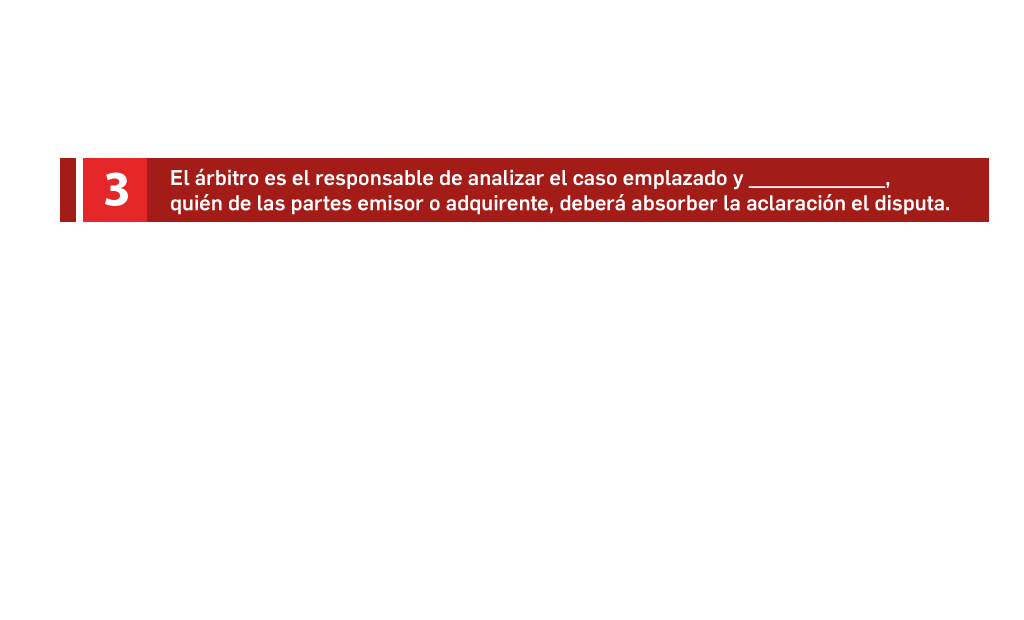 3
El árbitro es el responsable de analizar el caso emplazado y _____________,
quién de las partes emisor o adquirente, deberá absorber la aclaración el disputa.